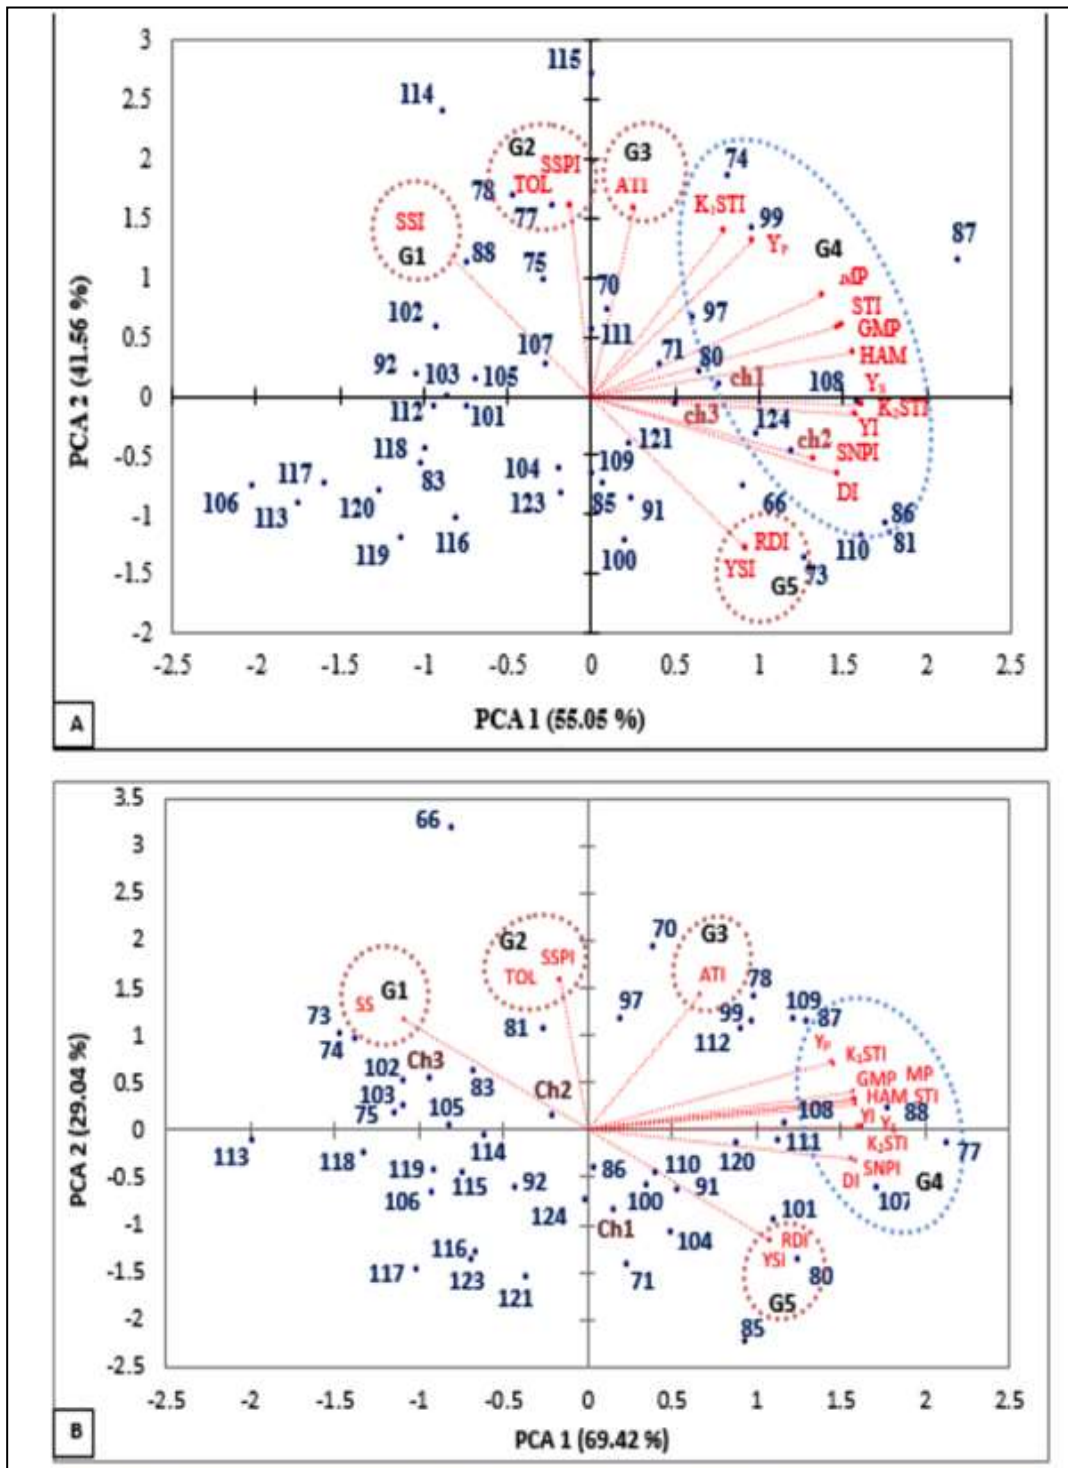 3
2.5
2
1.5
1
0.5
0
-0.5
-1
-1.5
-2
-2.5 -2 -1.5 -1 -0.5 0 0.5 1 1.5 2 2.5
PCA 2 (41.56 %)
PCA 1 (55.05 %)
A
115
114
G2 G3
SSPI
74
78 TOL ATI
77 K₁STI 99
SSI
G1 88 Yₚ G4 87
75
MP
70 STI
102 97 GMP
107 111 HAM
92 103 105 71 80 ch1 108 Yₛ
112 101 ch3 124 K₂STI
YI
118 121 ch2 SNPI
117 83 104 109 DI
106 113 120 123 85 91 66 86
119 116 100 RDI 110 81
YSI G5 73
3.5
3
2.5
2
1.5
1
0.5
0
-0.5
-1
-1.5
-2
-2.5
-2.5 -2 -1.5 -1 -0.5 0 0.5 1 1.5 2 2.5
PCA 2 (29.04 %)
PCA 1 (69.42 %)
B
66
G2 70 G3
SSPI
G1 TOL ATI 78
SS 97 99 109
73 81 112 87
74 Yₚ K₁STI
102 Ch3 GMP MP
103 83 Ch2 HAM STI
75 105 108 YI Yₛ 88
113 114 111 K₂STI 77
118 119 92 86 110 120 SNPI
106 115 100 91 DI G4
124 Ch1 101 107
116 104 RDI
117 123 71 YSI 80
121 G5
85